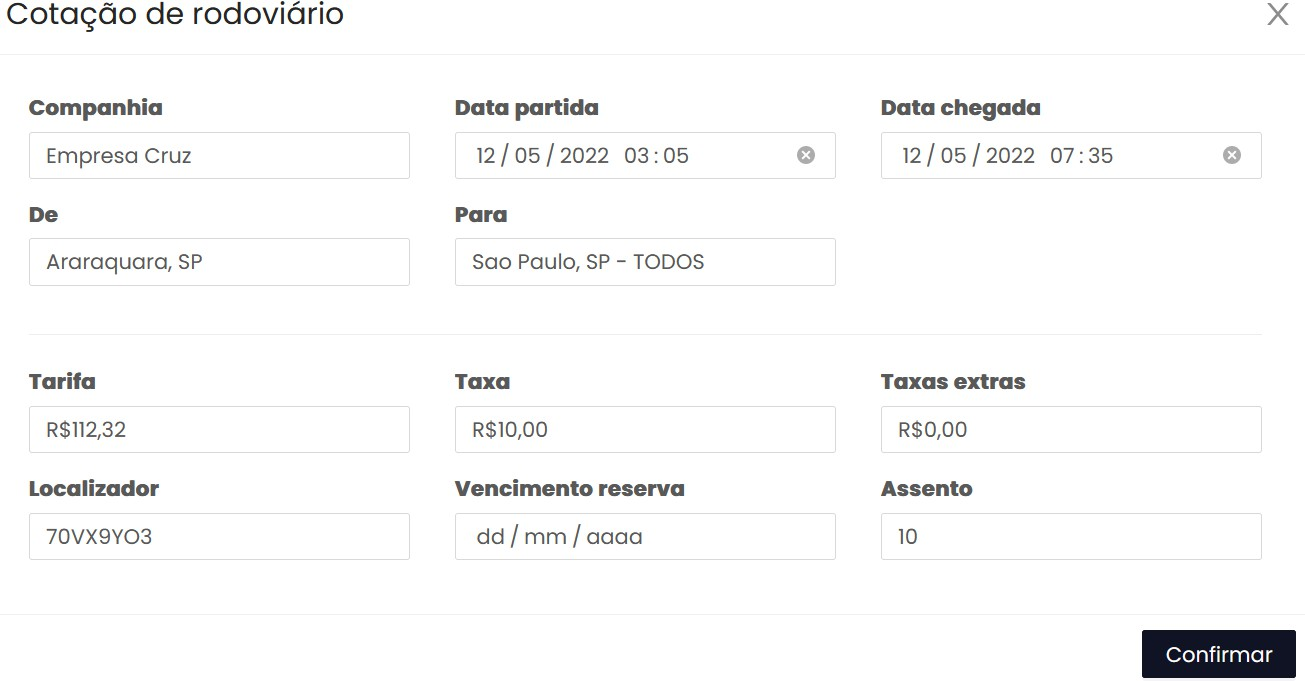 Cotação de rodoviário X
Companhia Data partida Data chegada
Empresa Cruz 12 / 05 / 2022 03 : 05 12 / 05 / 2022 07 : 35
De Para
Araraquara, SP Sao Paulo, SP - TODOS
Tarifa Taxa Taxas extras
R$112,32 R$10,00 R$0,00
Localizador Vencimento reserva Assento
70VX9YO3 dd / mm / aaaa 10
Confirmar